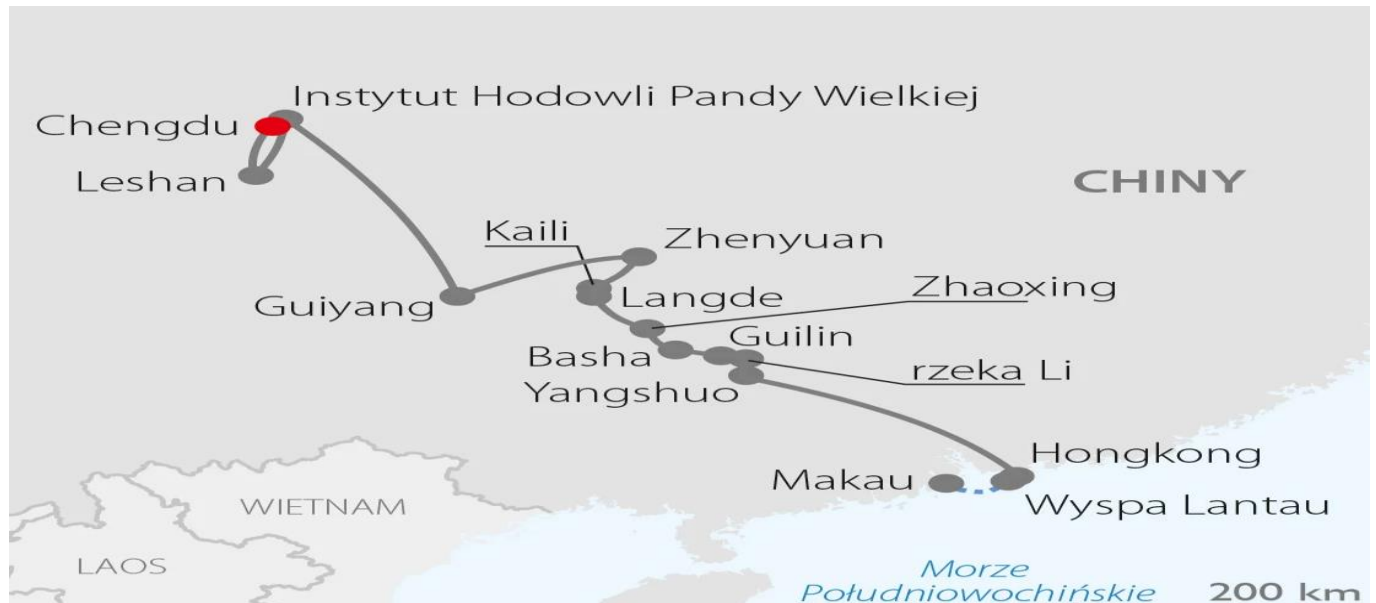 Instytut Hodowli Pandy Wielkiej
Chengdu
Leshan
CHINY
Kaili
Zhenyuan
Guiyang
Langde
Zhaoxing
Guilin
Basha
rzeka Li
Yangshuo
Hongkong
Makau
Wyspa Lantau
WIETNAM
LAOS
Morze
Południowochińskie
200 km